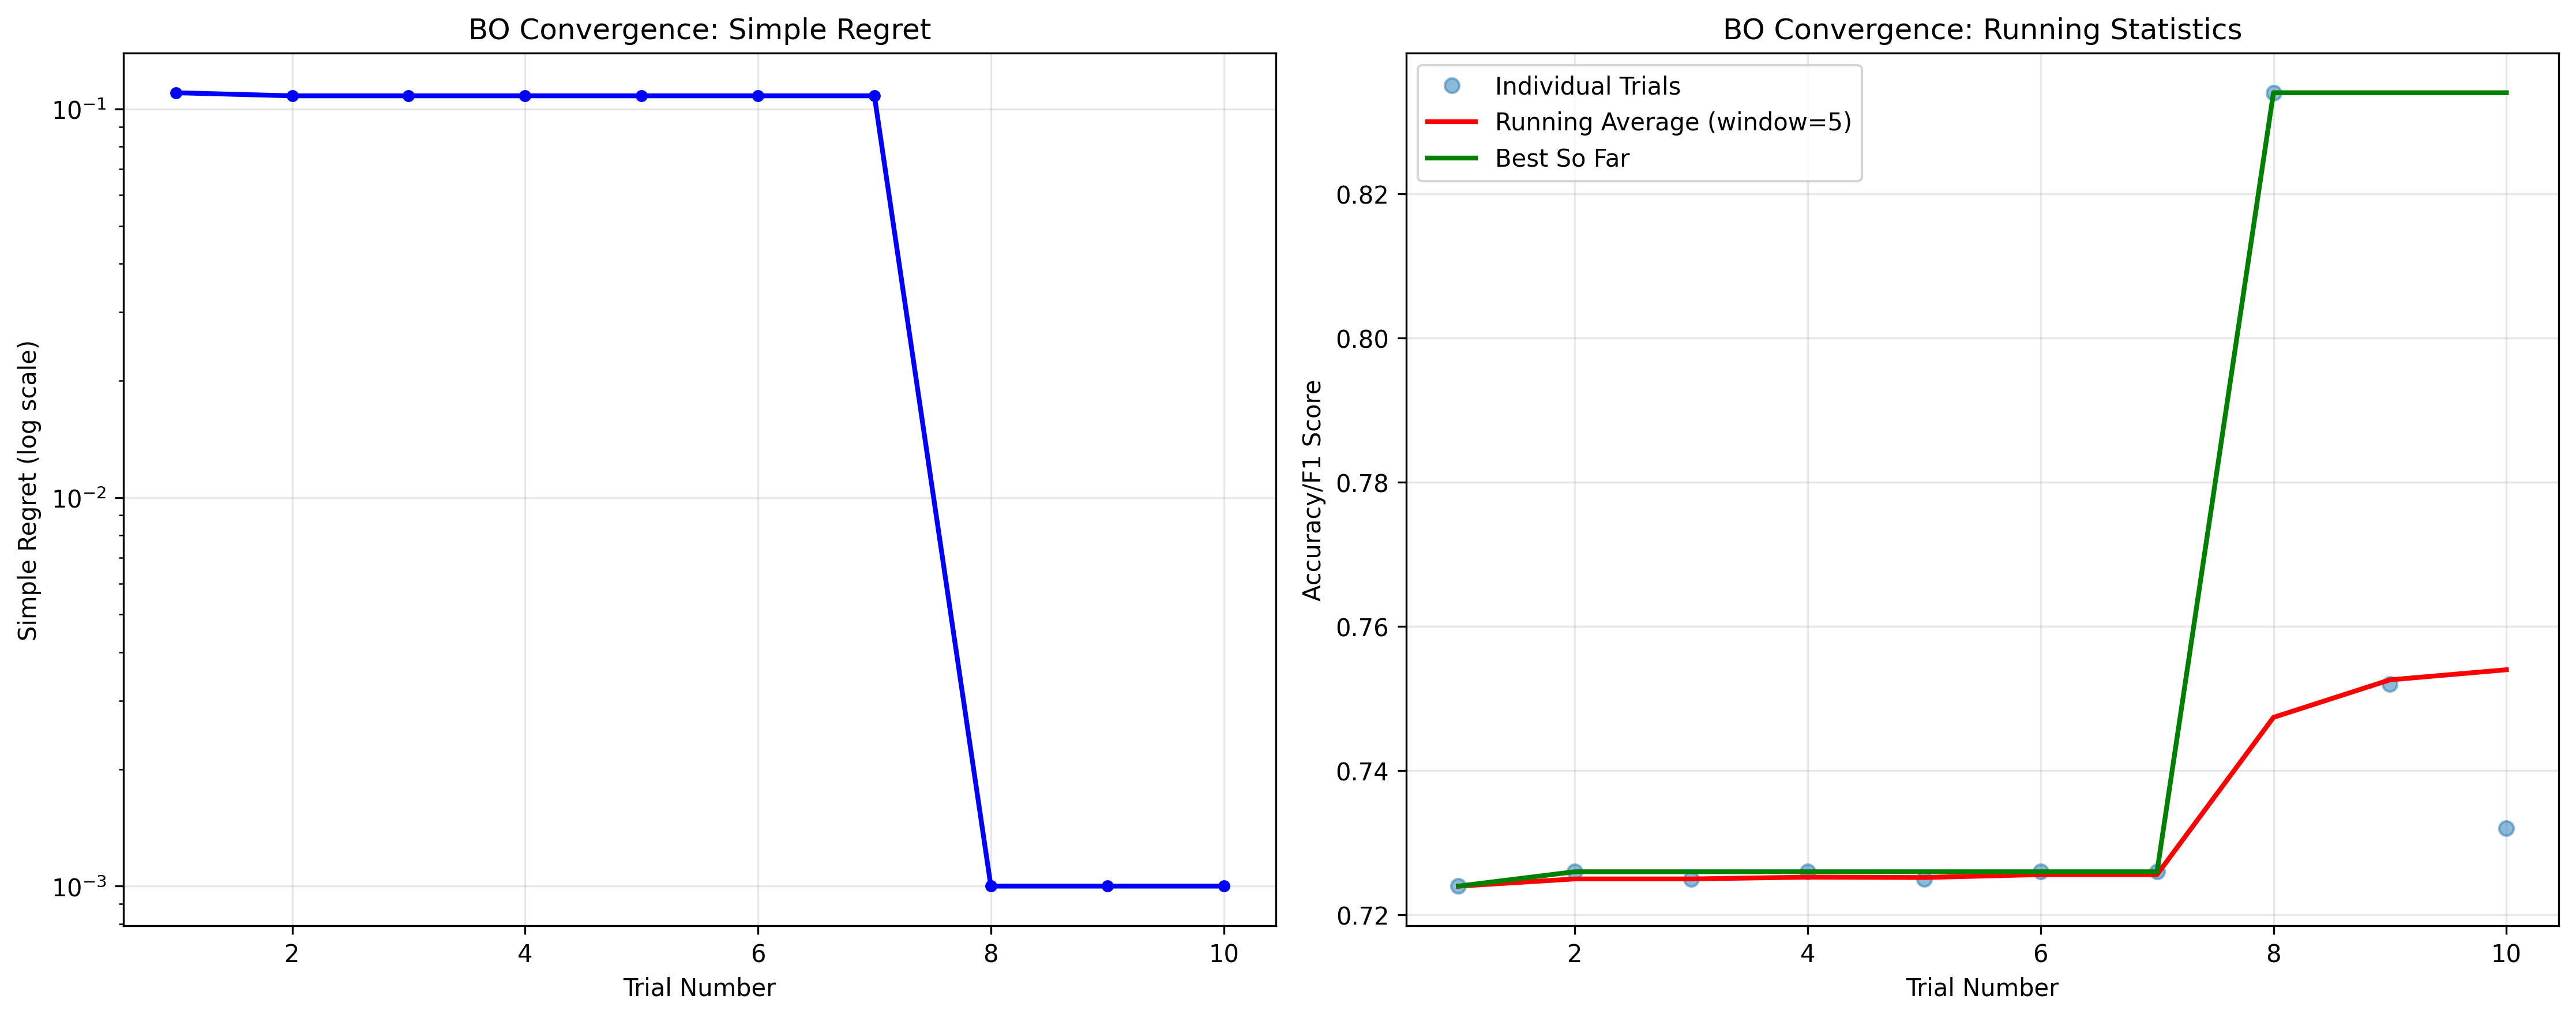 BO Convergence: Simple Regret
Simple Regret (log scale)
10⁻¹
10⁻²
10⁻³
2 4 6 8 10
Trial Number
BO Convergence: Running Statistics
Individual Trials
Running Average (window=5)
Best So Far
Accuracy/F1 Score
0.82
0.80
0.78
0.76
0.74
0.72
2 4 6 8 10
Trial Number